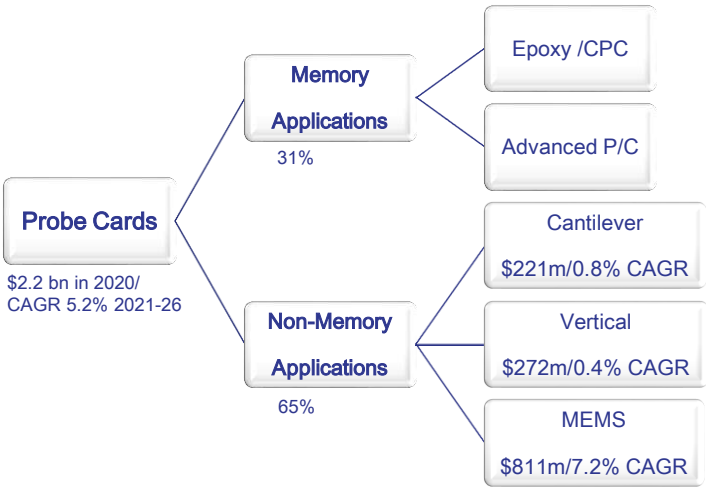 Probe Cards
$2.2 bn in 2020/
CAGR 5.2% 2021-26
Memory
Applications
31%
Epoxy /CPC
Advanced P/C
Non-Memory
Applications
65%
Cantilever
$221m/0.8% CAGR
Vertical
$272m/0.4% CAGR
MEMS
$811m/7.2% CAGR